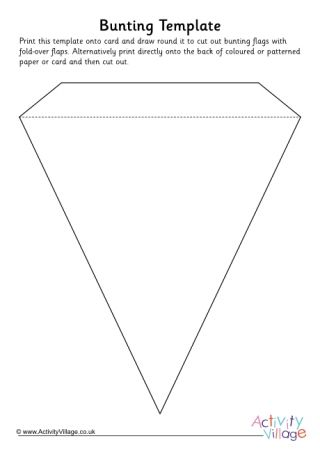 Bunting Template
Print this template onto card and draw round it to cut out bunting flags with
fold-over flaps. Alternatively print directly onto the back of coloured or patterned
paper or card and then cut out.
Activity
Village
© www.ActivityVillage.co.uk